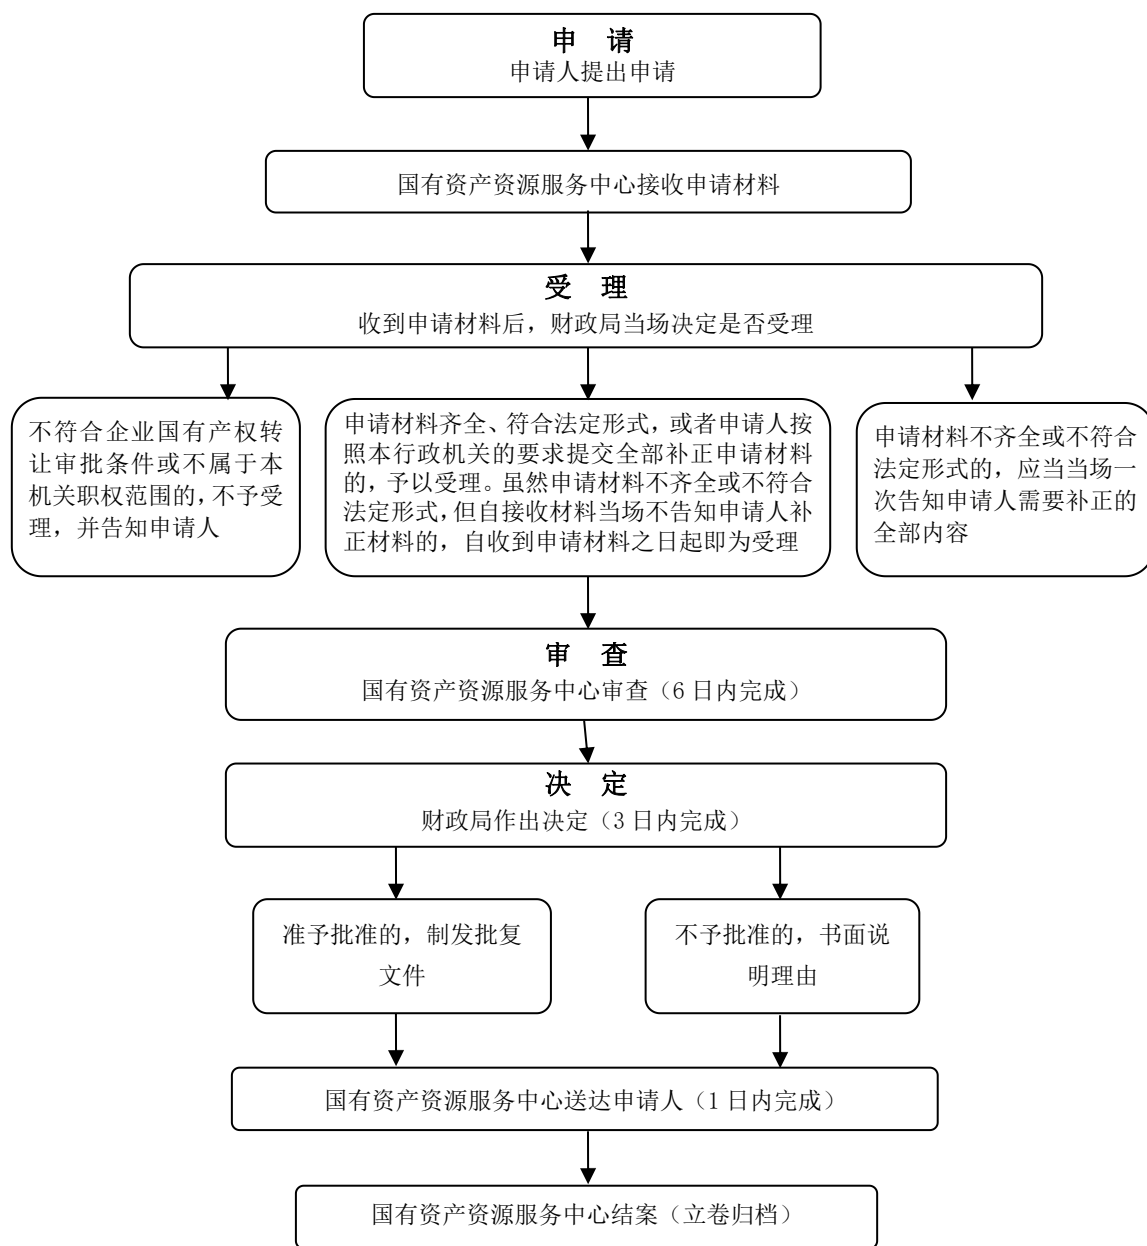 申 请
申请人提出申请
国有资产资源服务中心接收申请材料
受 理
收到申请材料后，财政局当场决定是否受理
不符合企业国有产权转
让审批条件或不属于本
机关职权范围的，不予受
理，并告知申请人
申请材料齐全、符合法定形式，或者申请人按
照本行政机关的要求提交全部补正申请材料
的，予以受理。虽然申请材料不齐全或不符合
法定形式，但自接收材料当场不告知申请人补
正材料的，自收到申请材料之日起即为受理
申请材料不齐全或不符合
法定形式的，应当当场一
次告知申请人需要补正的
全部内容
审 查
国有资产资源服务中心审查（6 日内完成）
决 定
财政局作出决定（3 日内完成）
准予批准的，制发批复
文件
不予批准的，书面说
明理由
国有资产资源服务中心送达申请人（1 日内完成）
国有资产资源服务中心结案（立卷归档）